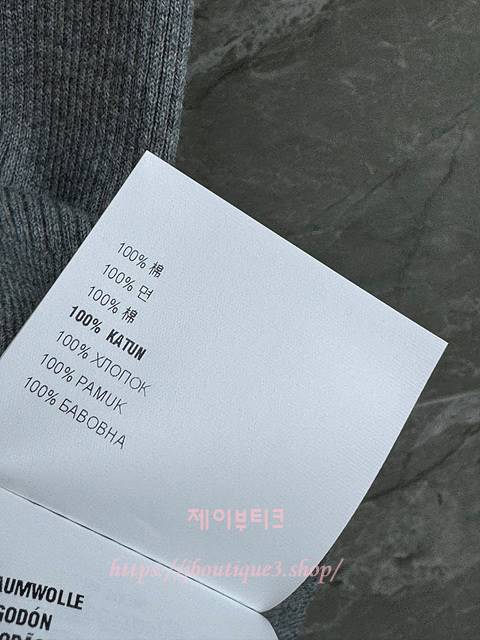 100% 棉
100% 면
100% 棉
100% KATUN
100% ХЛОПОК
100% PAMUK
100% БАВОВНА
제이부티크
https://jboutique3.shop/
AUMWOLLE
GODÓN